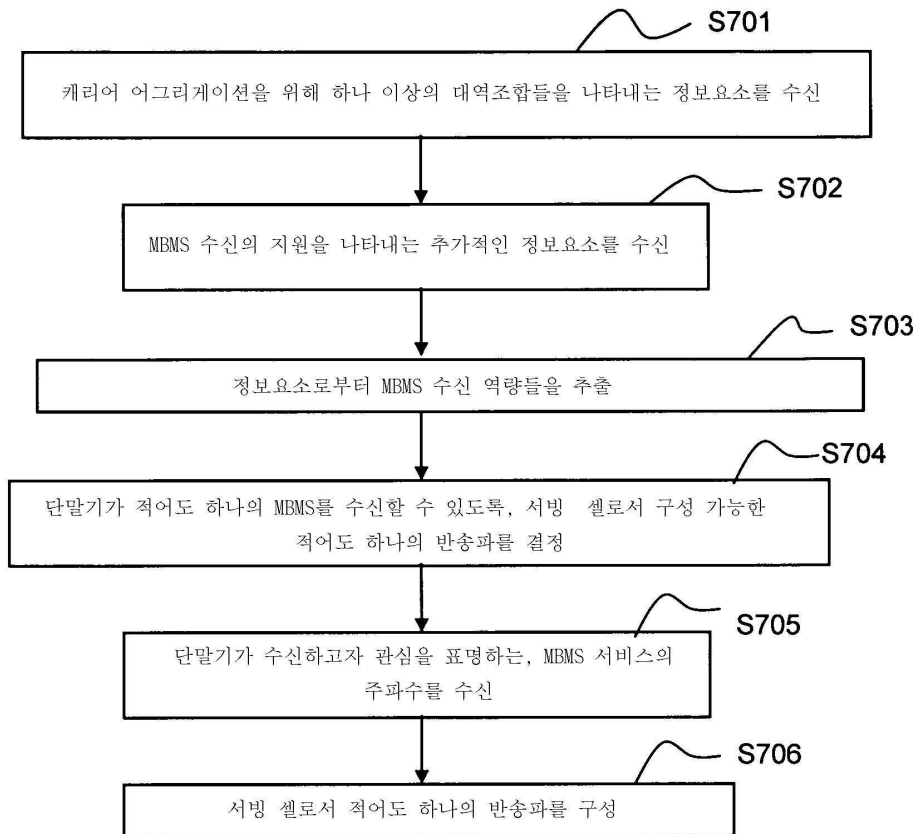 S701
캐리어 어그리게이션을 위해 하나 이상의 대역조합들을 나타내는 정보요소를 수신
S702
MBMS 수신의 지원을 나타내는 추가적인 정보요소를 수신
S703
정보요소로부터 MBMS 수신 역량들을 추출
S704
단말기가 적어도 하나의 MBMS를 수신할 수 있도록, 서빙 셀로서 구성 가능한
적어도 하나의 반송파를 결정
S705
단말기가 수신하고자 관심을 표명하는, MBMS 서비스의
주파수를 수신
S706
서빙 셀로서 적어도 하나의 반송파를 구성